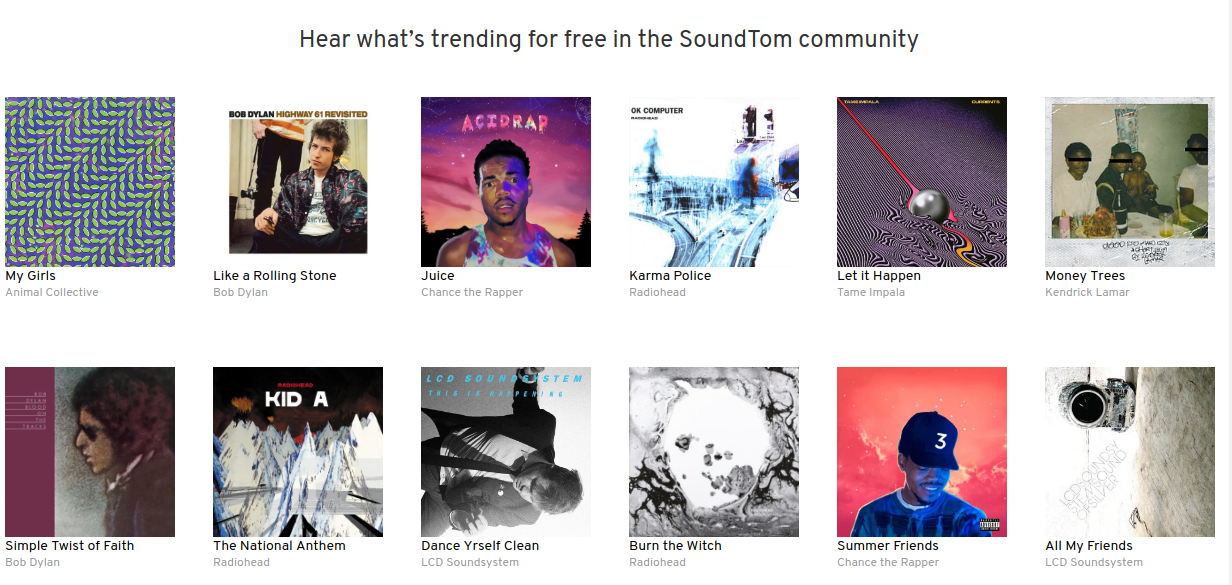 Hear what’s trending for free in the SoundTom community
BOB DYLAN HIGHWAY 61 REVISITED
ACIDRAP
OK COMPUTER
RADIOHEAD
TAME IMPALA CURRENTS
My Girls
Animal Collective
Like a Rolling Stone
Bob Dylan
Juice
Chance the Rapper
Karma Police
Radiohead
Let it Happen
Tame Impala
Money Trees
Kendrick Lamar
BOB
DYLAN
BLOOD
ON
THE
TRACKS
RADIOHEAD
KID A
LCD SOUNDSYSTEM
THIS IS HAPPENING
3
Simple Twist of Faith
Bob Dylan
The National Anthem
Radiohead
Dance Yrself Clean
LCD Soundsystem
Burn the Witch
Radiohead
Summer Friends
Chance the Rapper
All My Friends
LCD Soundsystem